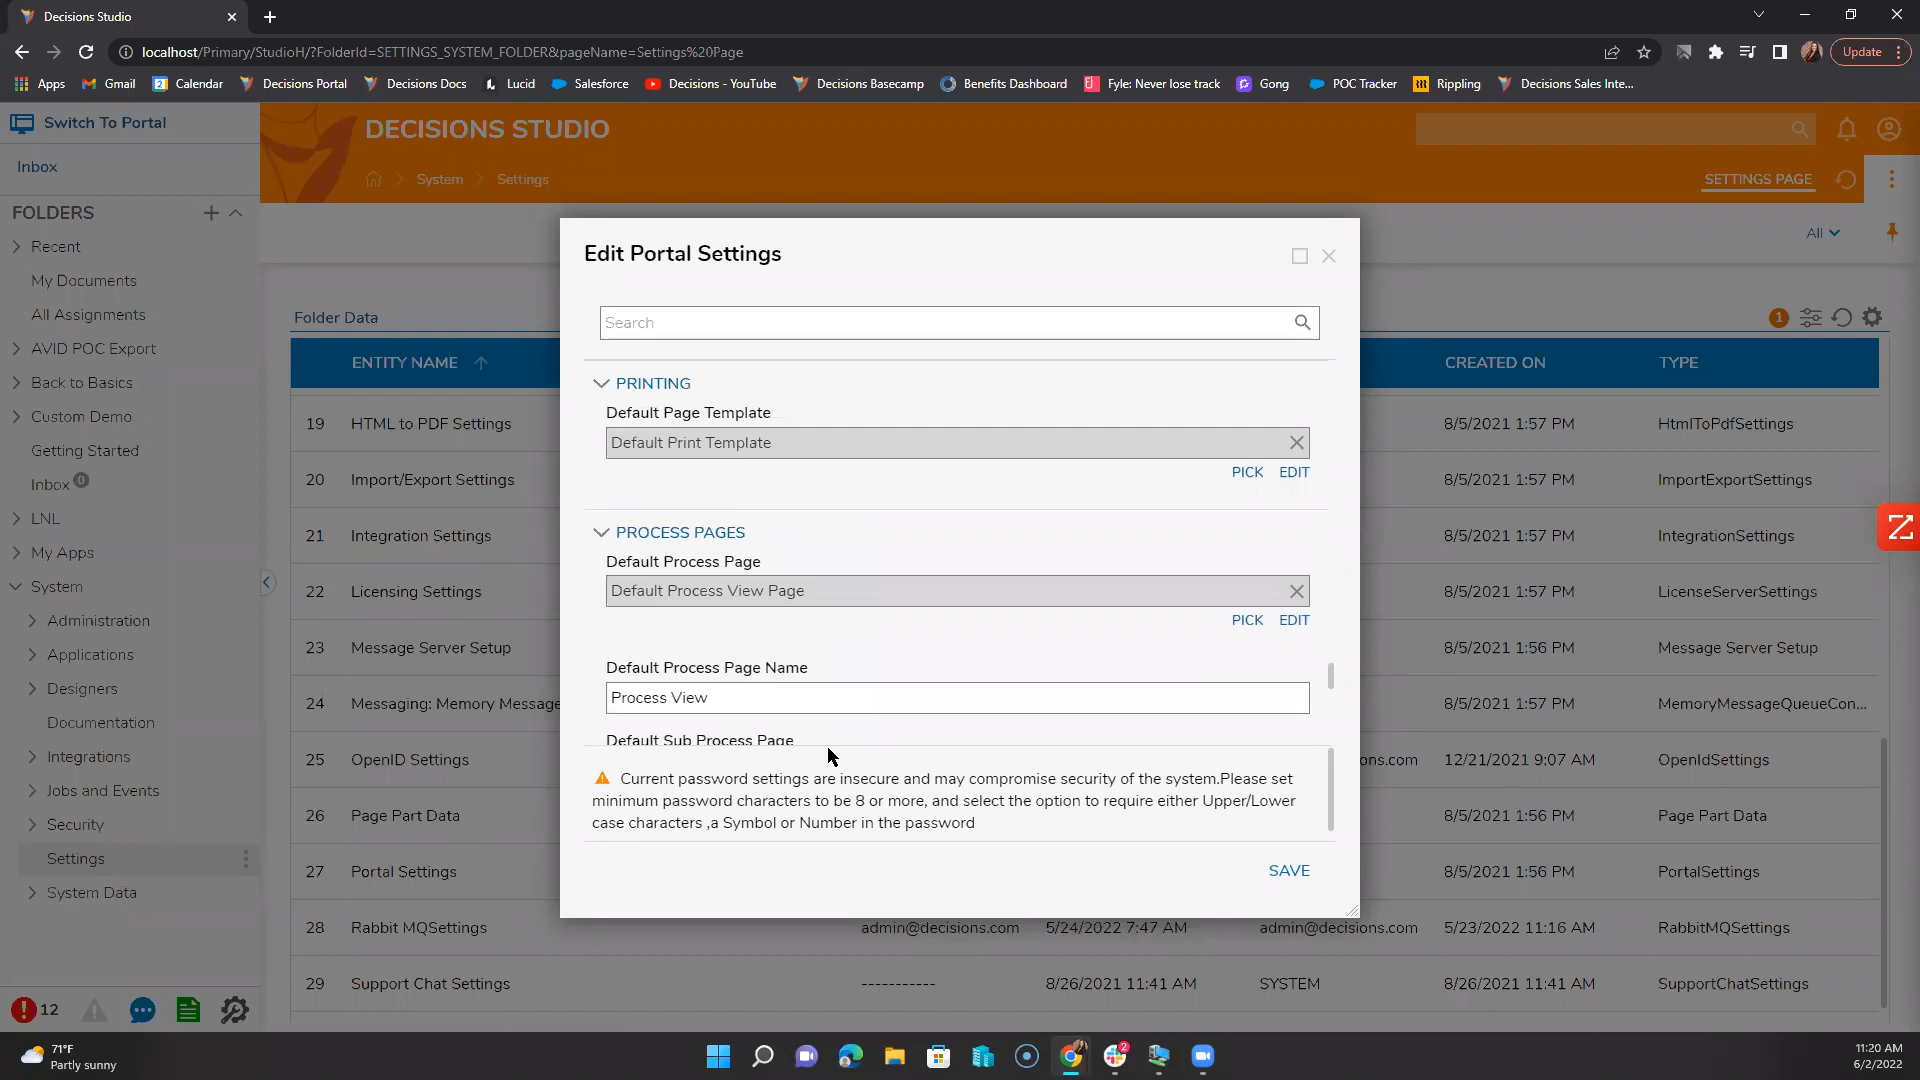 Decisions Studio
localhost/Primary/StudioH/?FolderId=SETTINGS_SYSTEM_FOLDER&pageName=Settings%20Page
Update
Apps
Gmail
Calendar
Decisions Portal
Decisions Docs
Lucid
Salesforce
Decisions - YouTube
Decisions Basecamp
Benefits Dashboard
Fyle: Never lose track
Gong
POC Tracker
Rippling
Decisions Sales Inte...
Switch To Portal
DECISIONS STUDIO
Inbox
System
Settings
SETTINGS PAGE
FOLDERS
All
Recent
My Documents
All Assignments
AVID POC Export
Back to Basics
Custom Demo
Getting Started
Inbox 0
LNL
My Apps
System
Administration
Applications
Designers
Documentation
Integrations
Jobs and Events
Security
Settings
System Data
12
Folder Data
1
ENTITY NAME
CREATED ON
TYPE
19 HTML to PDF Settings 8/5/2021 1:57 PM HtmlToPdfSettings
20 Import/Export Settings 8/5/2021 1:57 PM ImportExportSettings
21 Integration Settings 8/5/2021 1:57 PM IntegrationSettings
22 Licensing Settings 8/5/2021 1:57 PM LicenseServerSettings
23 Message Server Setup 8/5/2021 1:56 PM Message Server Setup
24 Messaging: Memory Message 8/5/2021 1:57 PM MemoryMessageQueueCon...
25 OpenID Settings ons.com 12/21/2021 9:07 AM OpenIdSettings
26 Page Part Data 8/5/2021 1:56 PM Page Part Data
27 Portal Settings 8/5/2021 1:56 PM PortalSettings
28 Rabbit MQSettings admin@decisions.com 5/24/2022 7:47 AM admin@decisions.com 5/23/2022 11:16 AM RabbitMQSettings
29 Support Chat Settings ----------- 8/26/2021 11:41 AM SYSTEM 8/26/2021 11:41 AM SupportChatSettings
Edit Portal Settings
Search
PRINTING
Default Page Template
Default Print Template
PICK EDIT
PROCESS PAGES
Default Process Page
Default Process View Page
PICK EDIT
Default Process Page Name
Process View
Default Sub Process Page
Current password settings are insecure and may compromise security of the system.Please set
minimum password characters to be 8 or more, and select the option to require either Upper/Lower
case characters ,a Symbol or Number in the password
SAVE
71°F
Partly sunny
2
11:20 AM
6/2/2022